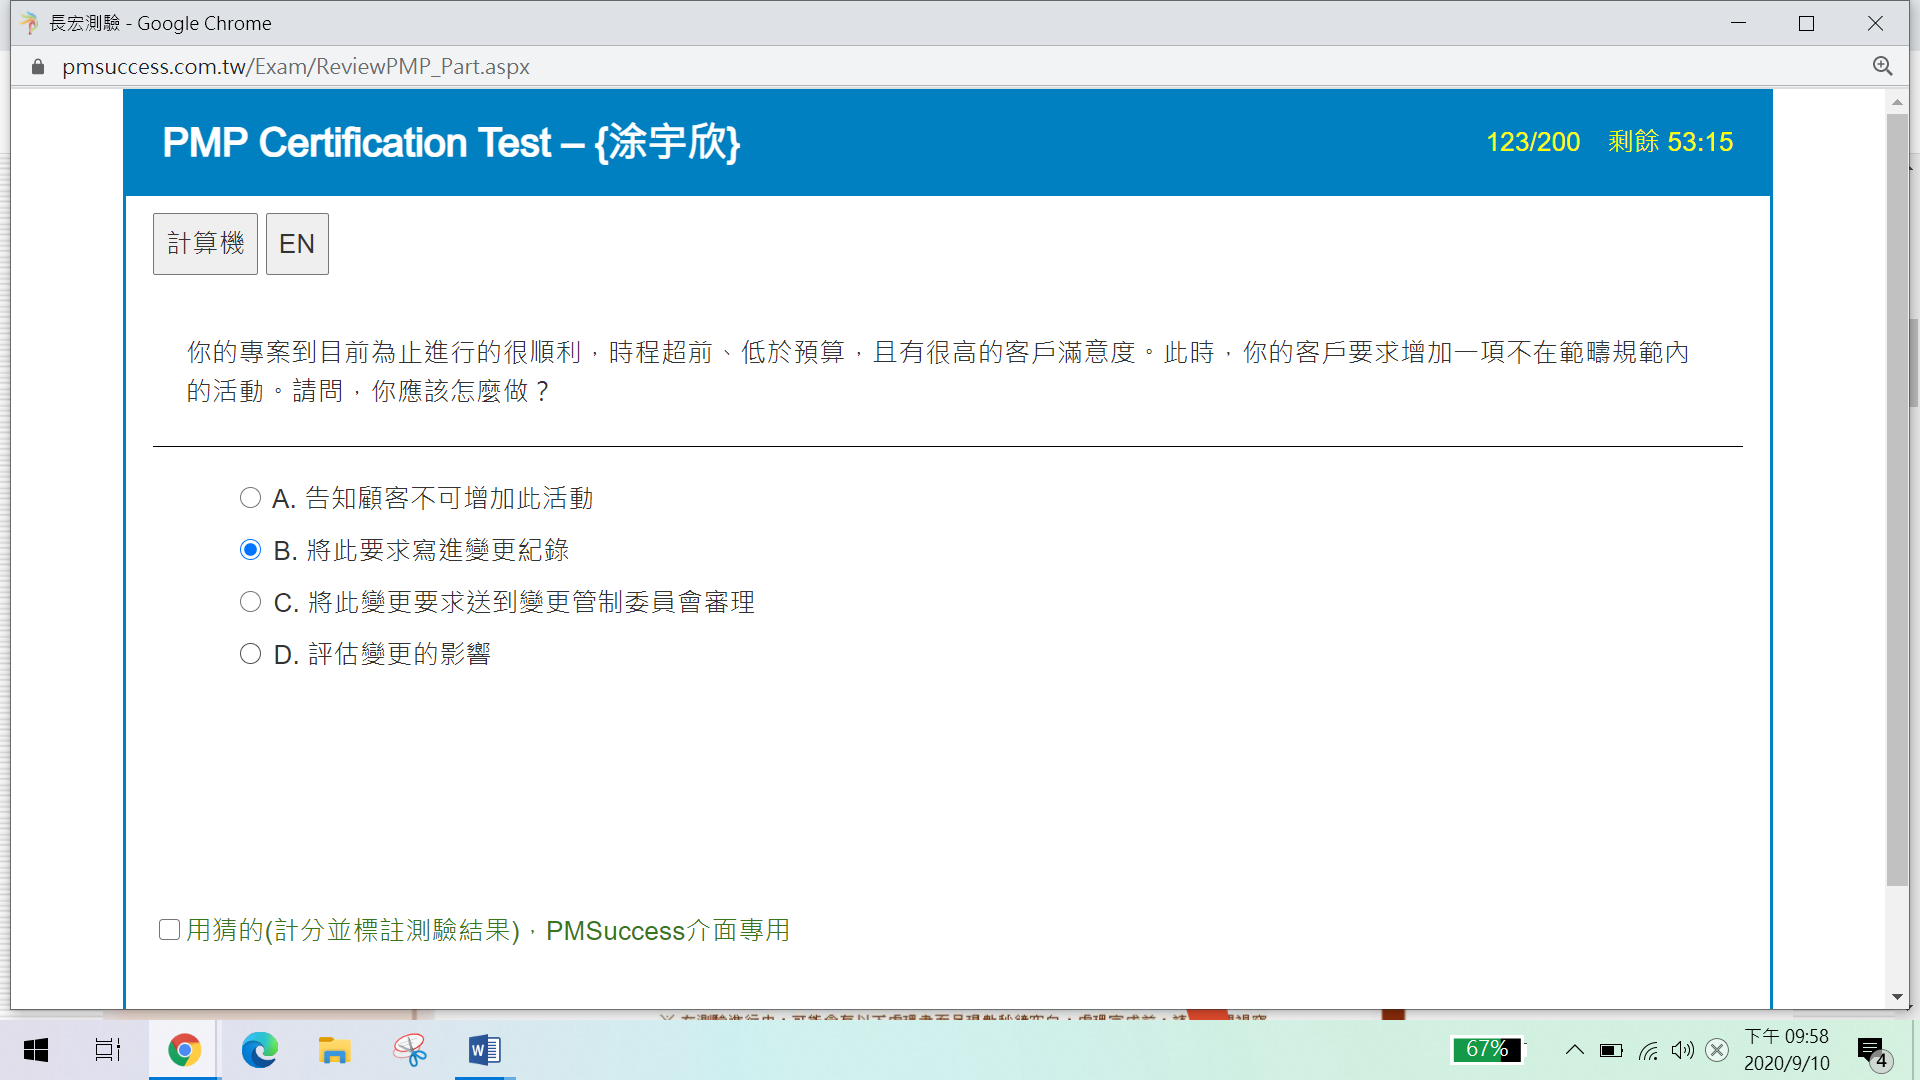 長宏測驗 - Google Chrome
pmsuccess.com.tw/Exam/ReviewPMP_Part.aspx
PMP Certification Test – {涂宇欣}
123/200 剩餘 53:15
計算機 EN
你的專案到目前為止進行的很順利，時程超前、低於預算，且有很高的客戶滿意度。此時，你的客戶要求增加一項不在範疇規範內
的活動。請問，你應該怎麼做？
A. 告知顧客不可增加此活動
B. 將此要求寫進變更紀錄
C. 將此變更要求送到變更管制委員會審理
D. 評估變更的影響
用猜的(計分並標註測驗結果)，PMSuccess介面專用
67%
下午 09:58
2020/9/10
4